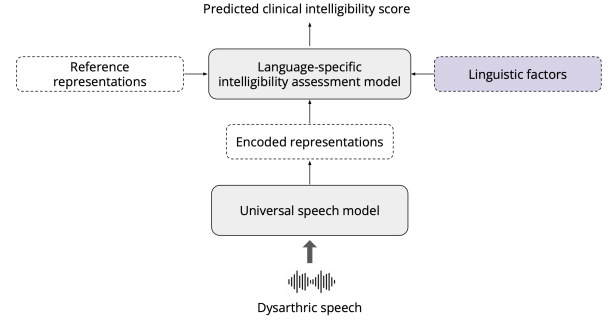 Predicted clinical intelligibility score
Reference
representations
Language-specific
intelligibility assessment model
Linguistic factors
Encoded representations
Universal speech model
Dysarthric speech